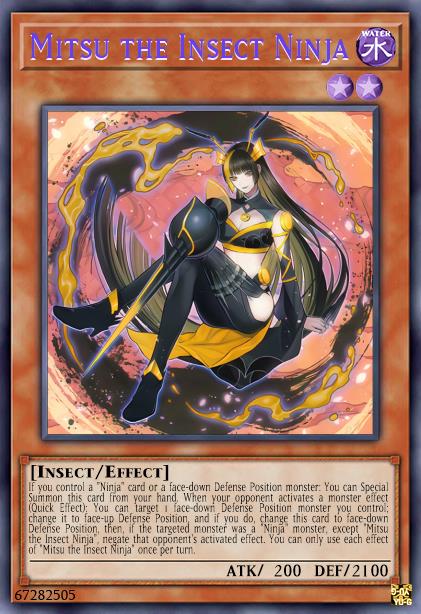 MITSU THE INSECT NINJA
WATER
水
[INSECT/EFFECT]
If you control a "Ninja" card or a face-down Defense Position monster: You can Special
Summon this card from your hand. When your opponent activates a monster effect
(Quick Effect): You can target 1 face-down Defense Position monster you control;
change it to face-up Defense Position, and if you do, change this card to face-down
Defense Position, then, if the targeted monster was a "Ninja" monster, except "Mitsu
the Insect Ninja", negate that opponent's activated effect. You can only use each effect
of "Mitsu the Insect Ninja" once per turn.
ATK/ 200 DEF/2100
67282505